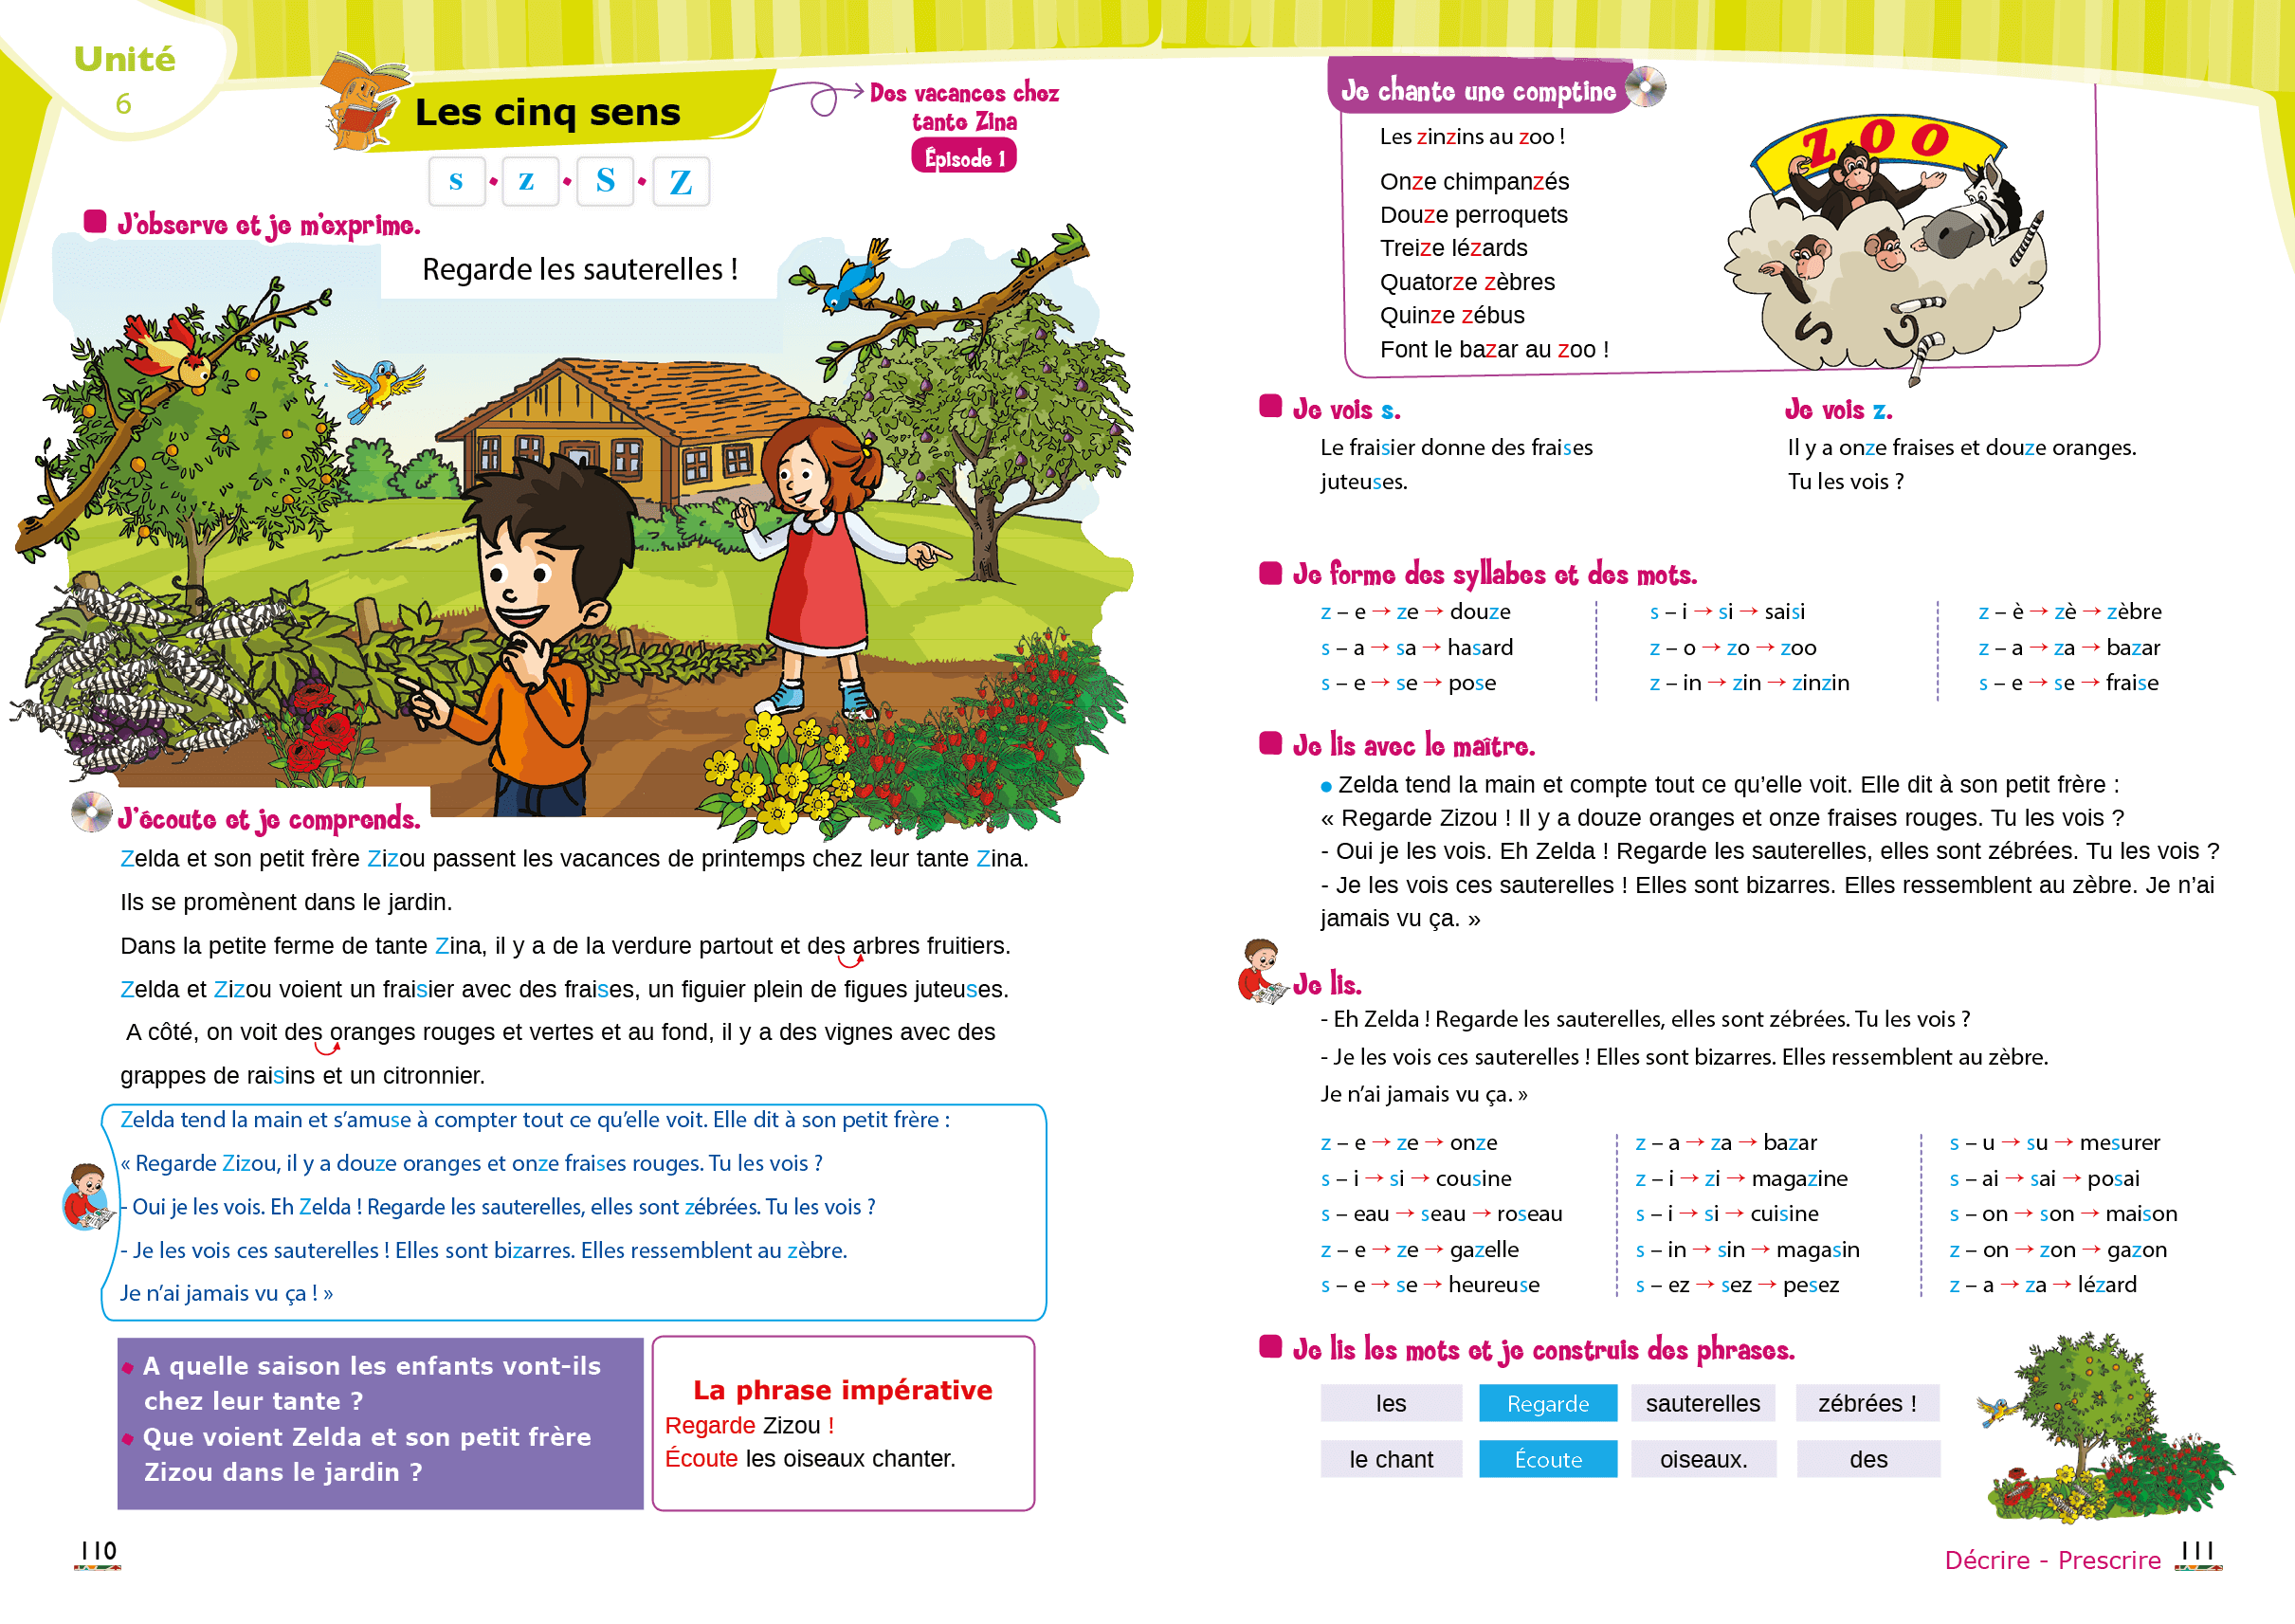 Unité
6
Les cinq sens
Des vacances chez
tante Zina
Épisode 1
s • z • S • Z
J'observe et je m'exprime.
Regarde les sauterelles !
J'écoute et je comprends.
Zelda et son petit frère Zizou passent les vacances de printemps chez leur tante Zina.
Ils se promènent dans le jardin.
Dans la petite ferme de tante Zina, il y a de la verdure partout et des arbres fruitiers.
Zelda et Zizou voient un fraisier avec des fraises, un figuier plein de figues juteuses.
A côté, on voit des oranges rouges et vertes et au fond, il y a des vignes avec des
grappes de raisins et un citronnier.
Zelda tend la main et s'amuse à compter tout ce qu'elle voit. Elle dit à son petit frère :
« Regarde Zizou, il y a douze oranges et onze fraises rouges. Tu les vois ?
- Oui je les vois. Eh Zelda ! Regarde les sauterelles, elles sont zébrées. Tu les vois ?
- Je les vois ces sauterelles ! Elles sont bizarres. Elles ressemblent au zèbre.
Je n'ai jamais vu ça ! »
• A quelle saison les enfants vont-ils
chez leur tante ?
• Que voient Zelda et son petit frère
Zizou dans le jardin ?
La phrase impérative
Regarde Zizou !
Écoute les oiseaux chanter.
110
Je chante une comptine
Les zinzins au zoo !
Onze chimpanzés
Douze perroquets
Treize lézards
Quatorze zèbres
Quinze zébus
Font le bazar au zoo !
ZOO
Je vois s.
Le fraisier donne des fraises
juteuses.
Je vois z.
Il y a onze fraises et douze oranges.
Tu les vois ?
Je forme des syllabes et des mots.
z – e → ze → douze
s – a → sa → hasard
s – e → se → pose
s – i → si → saisi
z – o → zo → zoo
z – in → zin → zinzin
z – è → zè → zèbre
z – a → za → bazar
s – e → se → fraise
Je lis avec le maître.
• Zelda tend la main et compte tout ce qu'elle voit. Elle dit à son petit frère :
« Regarde Zizou ! Il y a douze oranges et onze fraises rouges. Tu les vois ?
- Oui je les vois. Eh Zelda ! Regarde les sauterelles, elles sont zébrées. Tu les vois ?
- Je les vois ces sauterelles ! Elles sont bizarres. Elles ressemblent au zèbre. Je n'ai
jamais vu ça. »
Je lis.
- Eh Zelda ! Regarde les sauterelles, elles sont zébrées. Tu les vois ?
- Je les vois ces sauterelles ! Elles sont bizarres. Elles ressemblent au zèbre.
Je n'ai jamais vu ça. »
z – e → ze → onze
s – i → si → cousine
s – eau → seau → roseau
z – e → ze → gazelle
s – e → se → heureuse
z – a → za → bazar
z – i → zi → magazine
s – i → si → cuisine
s – in → sin → magasin
s – ez → sez → pesez
s – u → su → mesurer
s – ai → sai → posai
s – on → son → maison
z – on → zon → gazon
z – a → za → lézard
Je lis les mots et je construis des phrases.
les Regarde sauterelles zébrées !
le chant Écoute oiseaux. des
Décrire - Prescrire 111